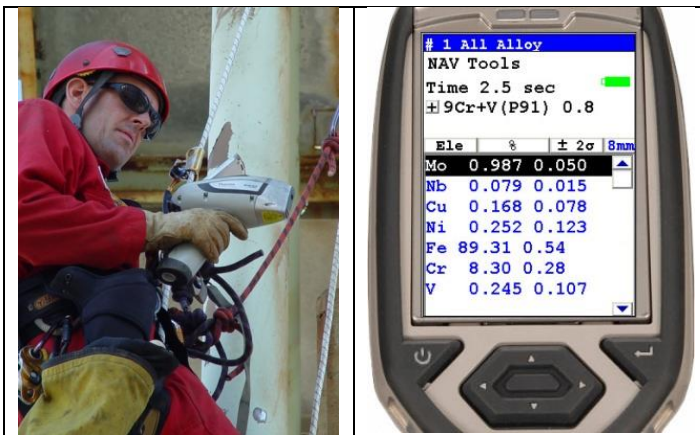 # 1 All Alloy
NAV Tools
Time 2.5 sec
+ 9Cr+V(P91) 0.8
Ele % ± 2σ 8mm
Mo 0.987 0.050
Nb 0.079 0.015
Cu 0.168 0.078
Ni 0.252 0.123
Fe 89.31 0.54
Cr 8.30 0.28
V 0.245 0.107